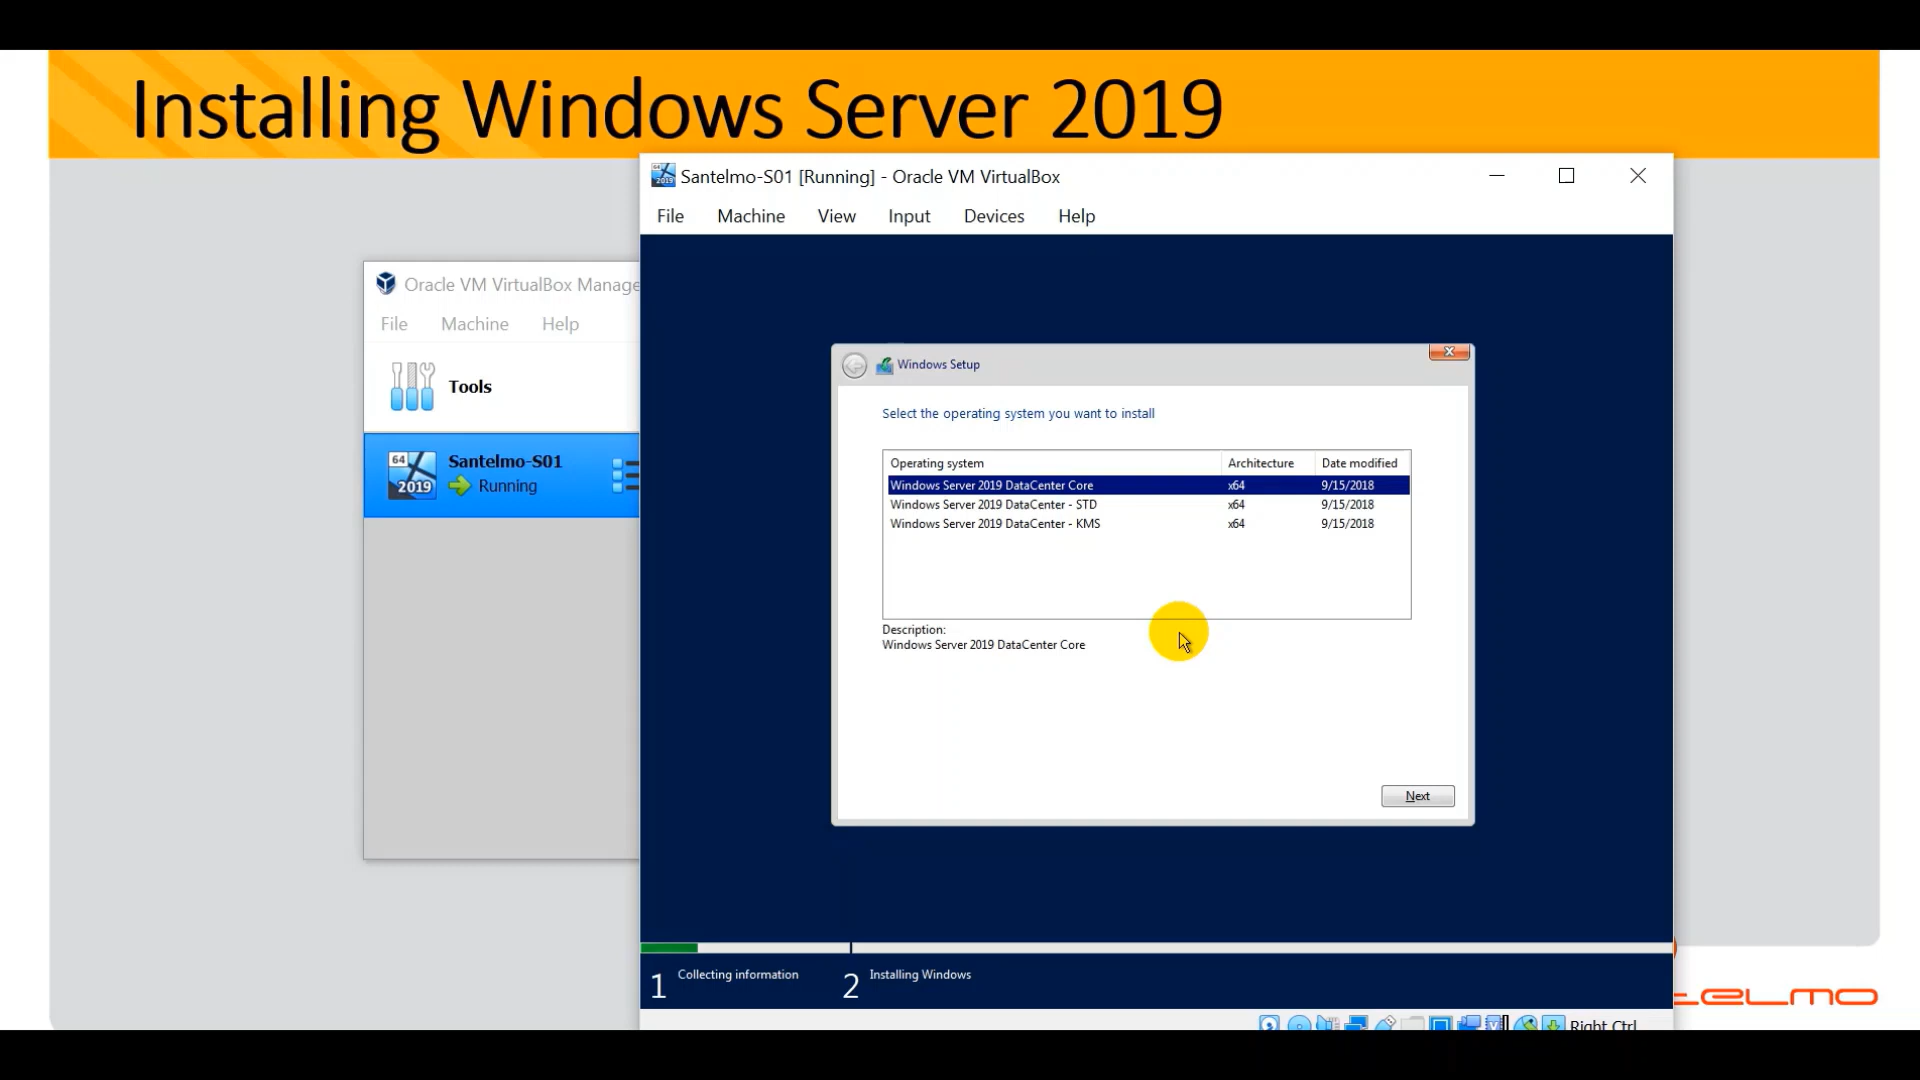 Installing Windows Server 2019
Santelmo-S01 [Running] - Oracle VM VirtualBox
File Machine View Input Devices Help
Oracle VM VirtualBox Manage
File Machine Help
Tools
64
2019
Santelmo-S01
Running
Windows Setup
Select the operating system you want to install
Operating system Architecture Date modified
Windows Server 2019 DataCenter Core x64 9/15/2018
Windows Server 2019 DataCenter - STD x64 9/15/2018
Windows Server 2019 DataCenter - KMS x64 9/15/2018
Description:
Windows Server 2019 DataCenter Core
Next
1 Collecting information 2 Installing Windows
telmo
Right Ctrl